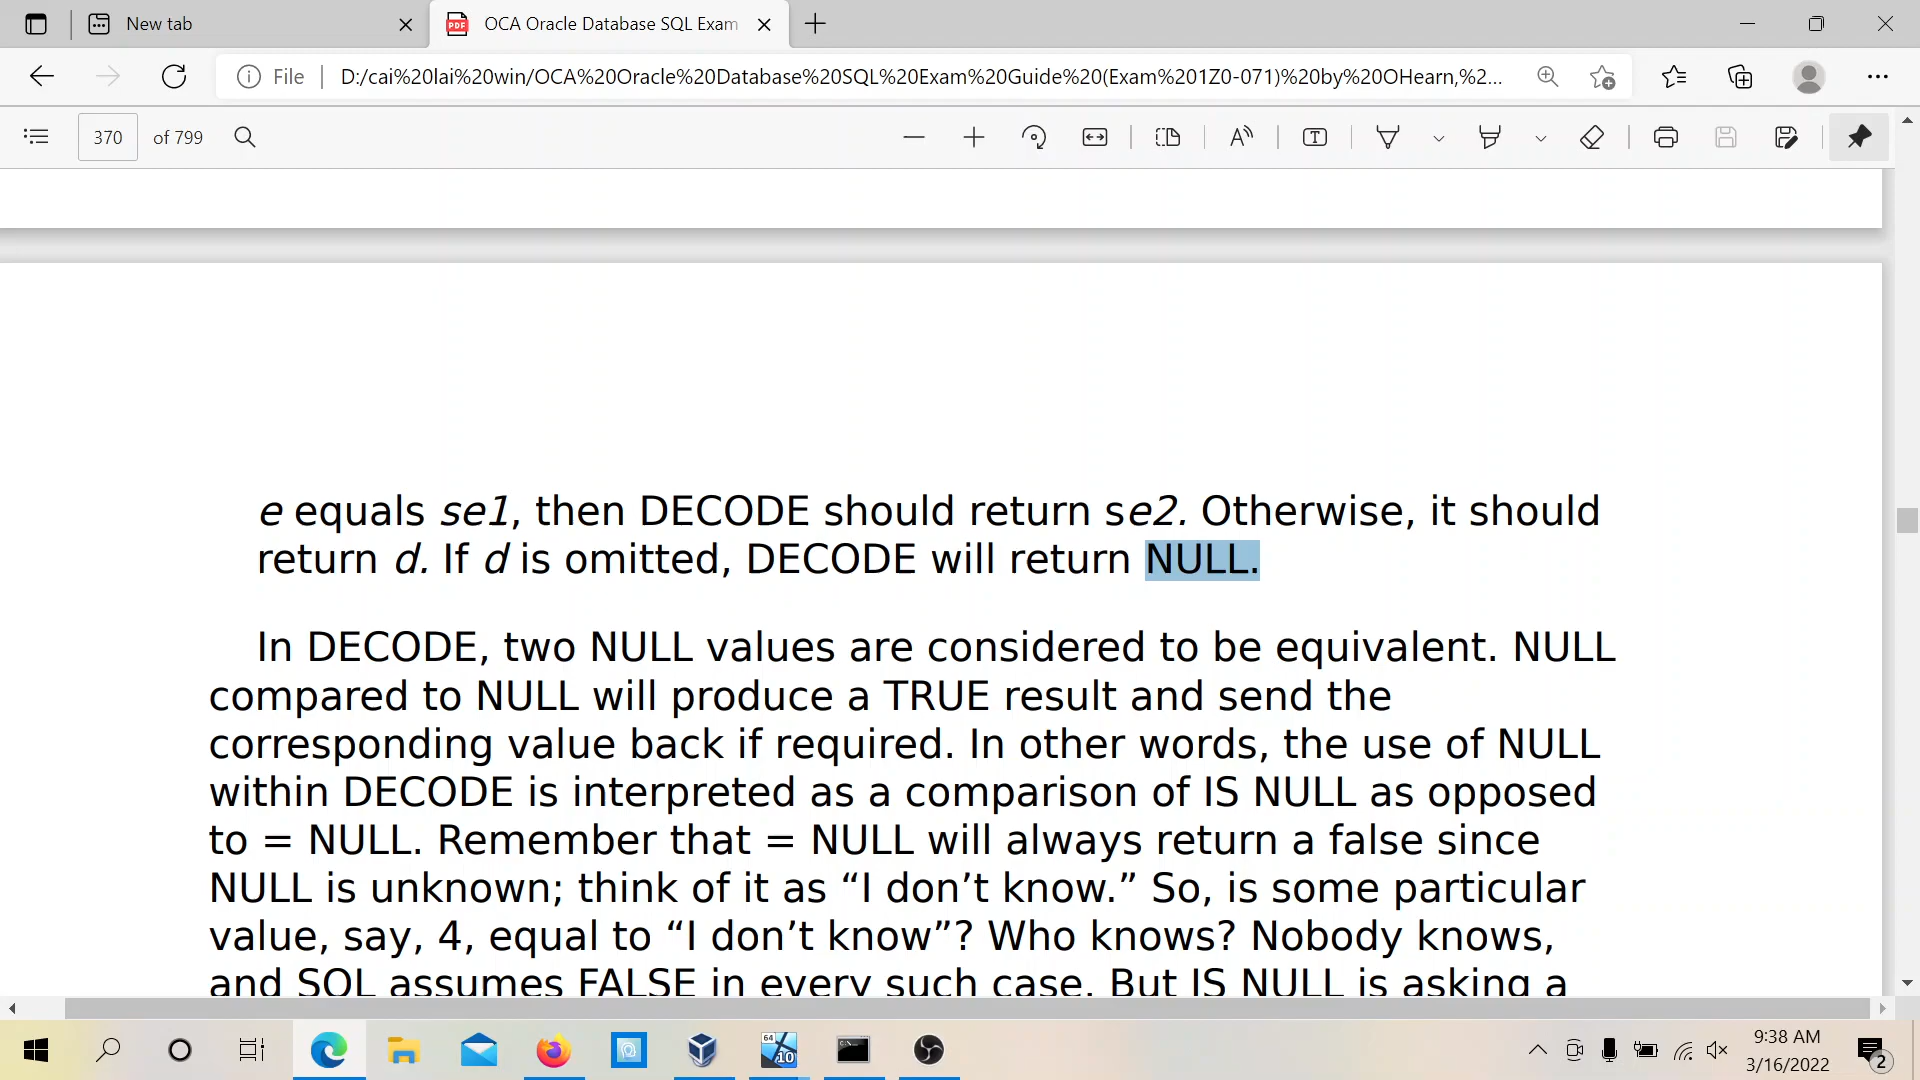 New tab
OCA Oracle Database SQL Exam
File
D:/cai%20lai%20win/OCA%20Oracle%20Database%20SQL%20Exam%20Guide%20(Exam%201Z0-071)%20by%20OHearn,%2...
370 of 799
e equals se1, then DECODE should return se2. Otherwise, it should
return d. If d is omitted, DECODE will return NULL.
In DECODE, two NULL values are considered to be equivalent. NULL
compared to NULL will produce a TRUE result and send the
corresponding value back if required. In other words, the use of NULL
within DECODE is interpreted as a comparison of IS NULL as opposed
to = NULL. Remember that = NULL will always return a false since
NULL is unknown; think of it as “I don’t know.” So, is some particular
value, say, 4, equal to “I don’t know”? Who knows? Nobody knows,
and SQL assumes FALSE in every such case. But IS NULL is asking a
64
10
9:38 AM
3/16/2022
2